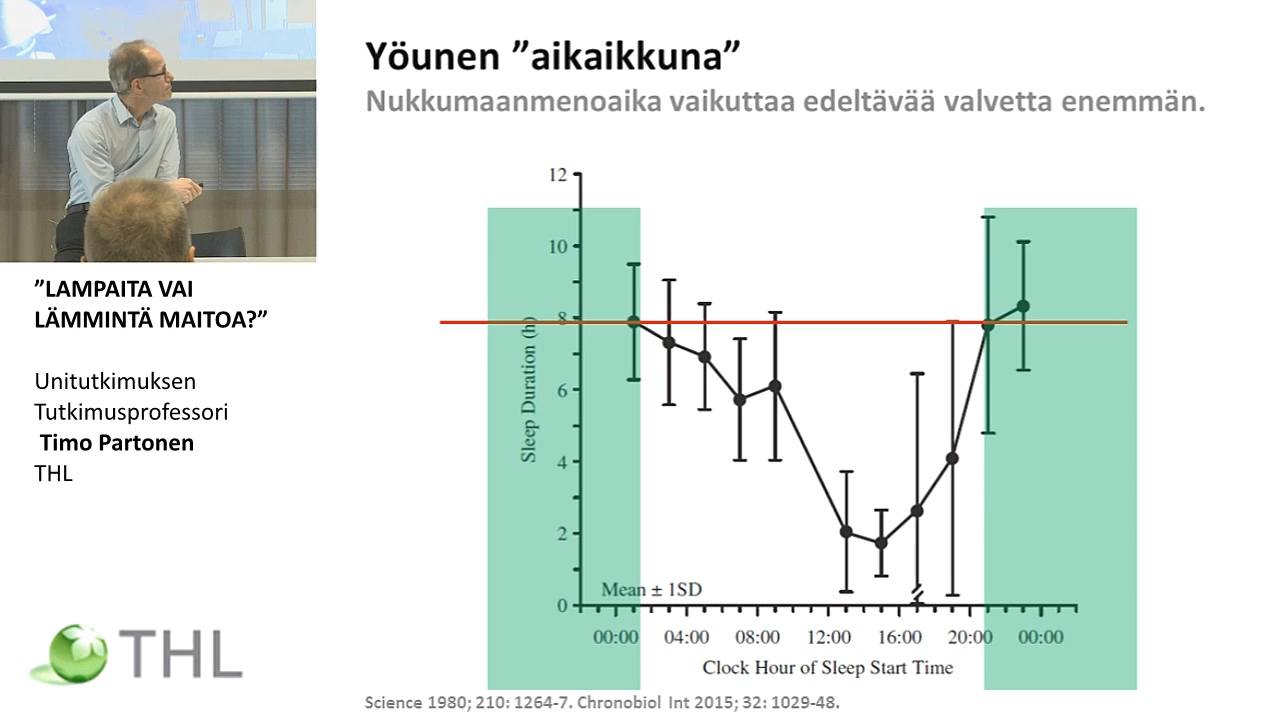 Yöunen ”aikaikkuna”
Nukkumaanmenoaika vaikuttaa edeltävää valvetta enemmän.
”LAMPAITA VAI
LÄMMINTÄ MAITOA?”
Unitutkimuksen
Tutkimusprofessori
Timo Partonen
THL
THL
12
10
8
6
4
2
0
Sleep Duration (h)
Mean ± 1SD
00:00 04:00 08:00 12:00 16:00 20:00 00:00
Clock Hour of Sleep Start Time
Science 1980; 210: 1264-7. Chronobiol Int 2015; 32: 1029-48.